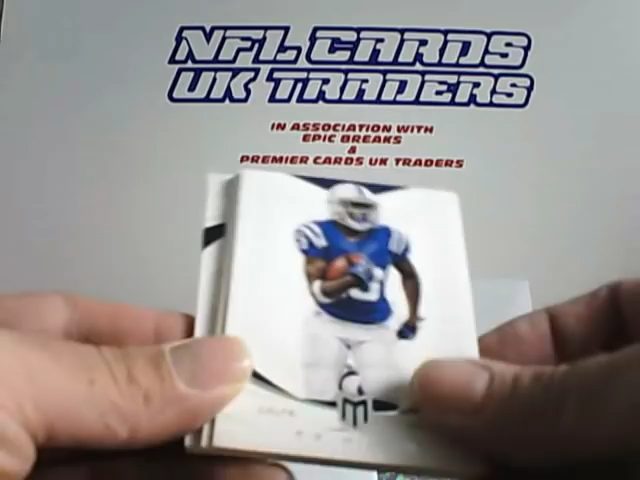 NFL CARDS
UK TRADERS
IN ASSOCIATION WITH
EPIC BREAKS
&
PREMIER CARDS UK TRADERS